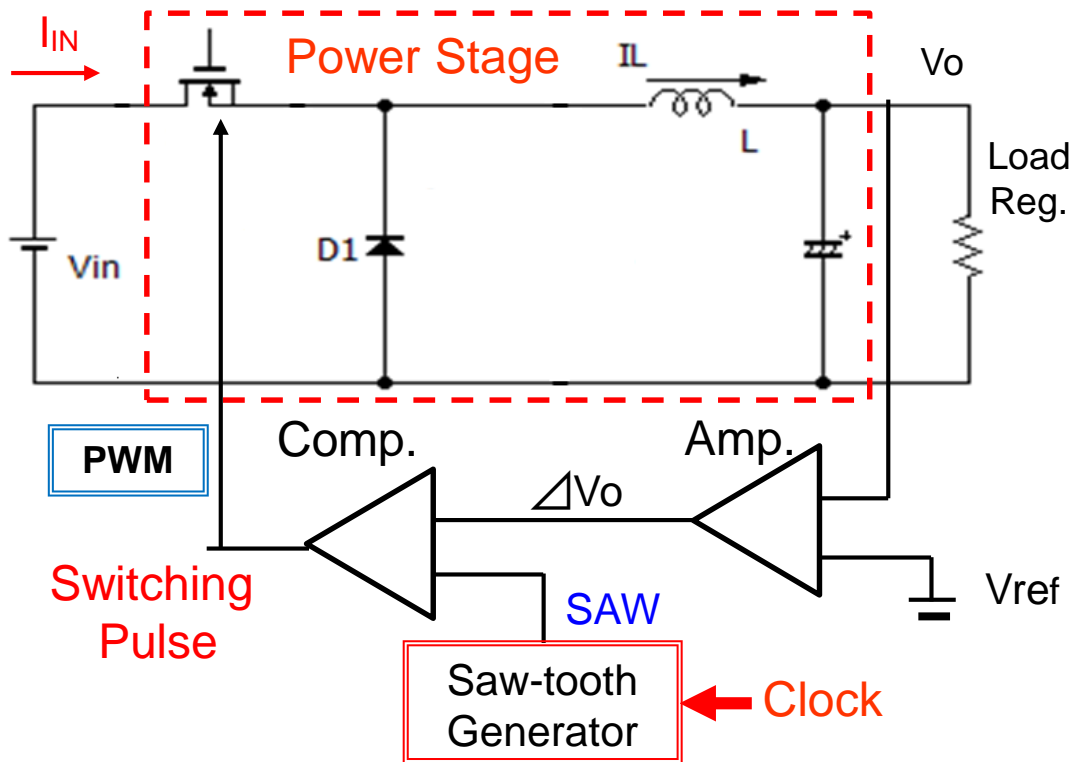 IIN
Power Stage
IL
Vo
L
Load
Reg.
Vin
D1
+
PWM
Comp.
Amp.
⊿Vo
Switching
Pulse
SAW
Vref
Saw-tooth
Generator
Clock